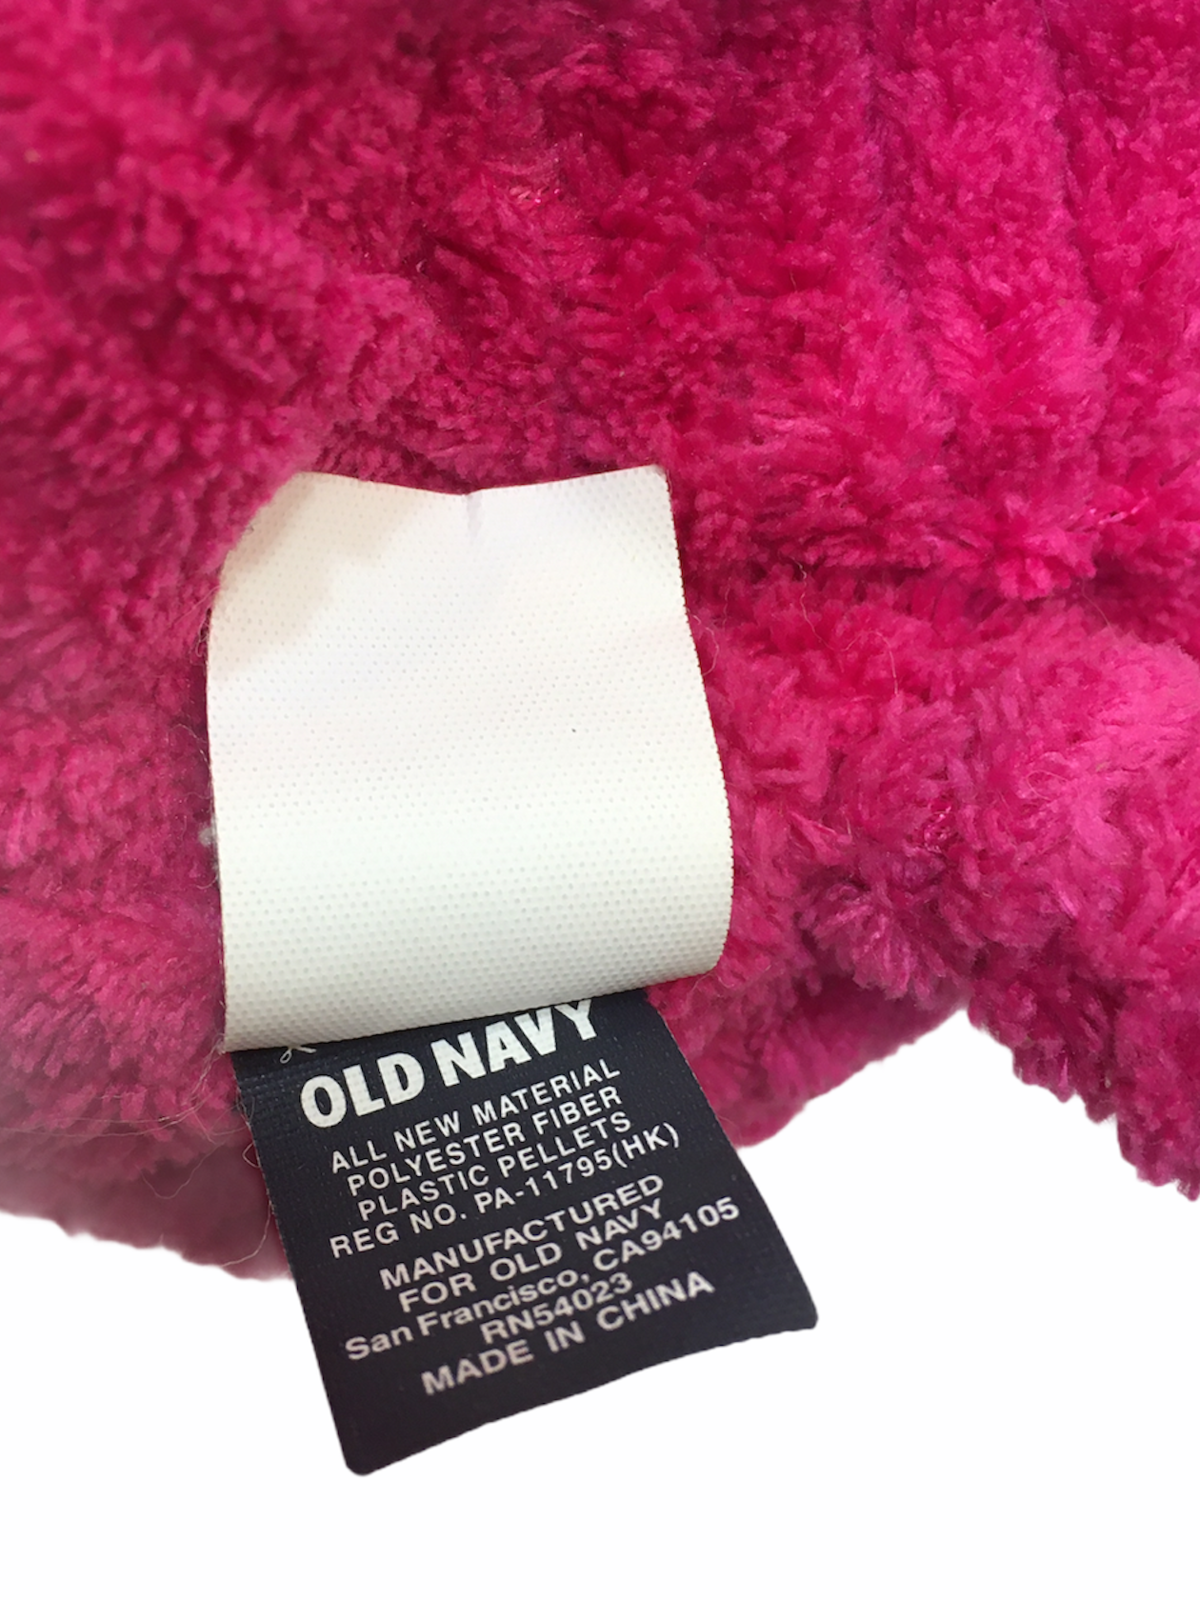 OLD NAVY
ALL NEW MATERIAL
POLYESTER FIBER
PLASTIC PELLETS
REG NO. PA-11795(HK)
MANUFACTURED
FOR OLD NAVY
San Francisco, CA94105
RN54023
MADE IN CHINA